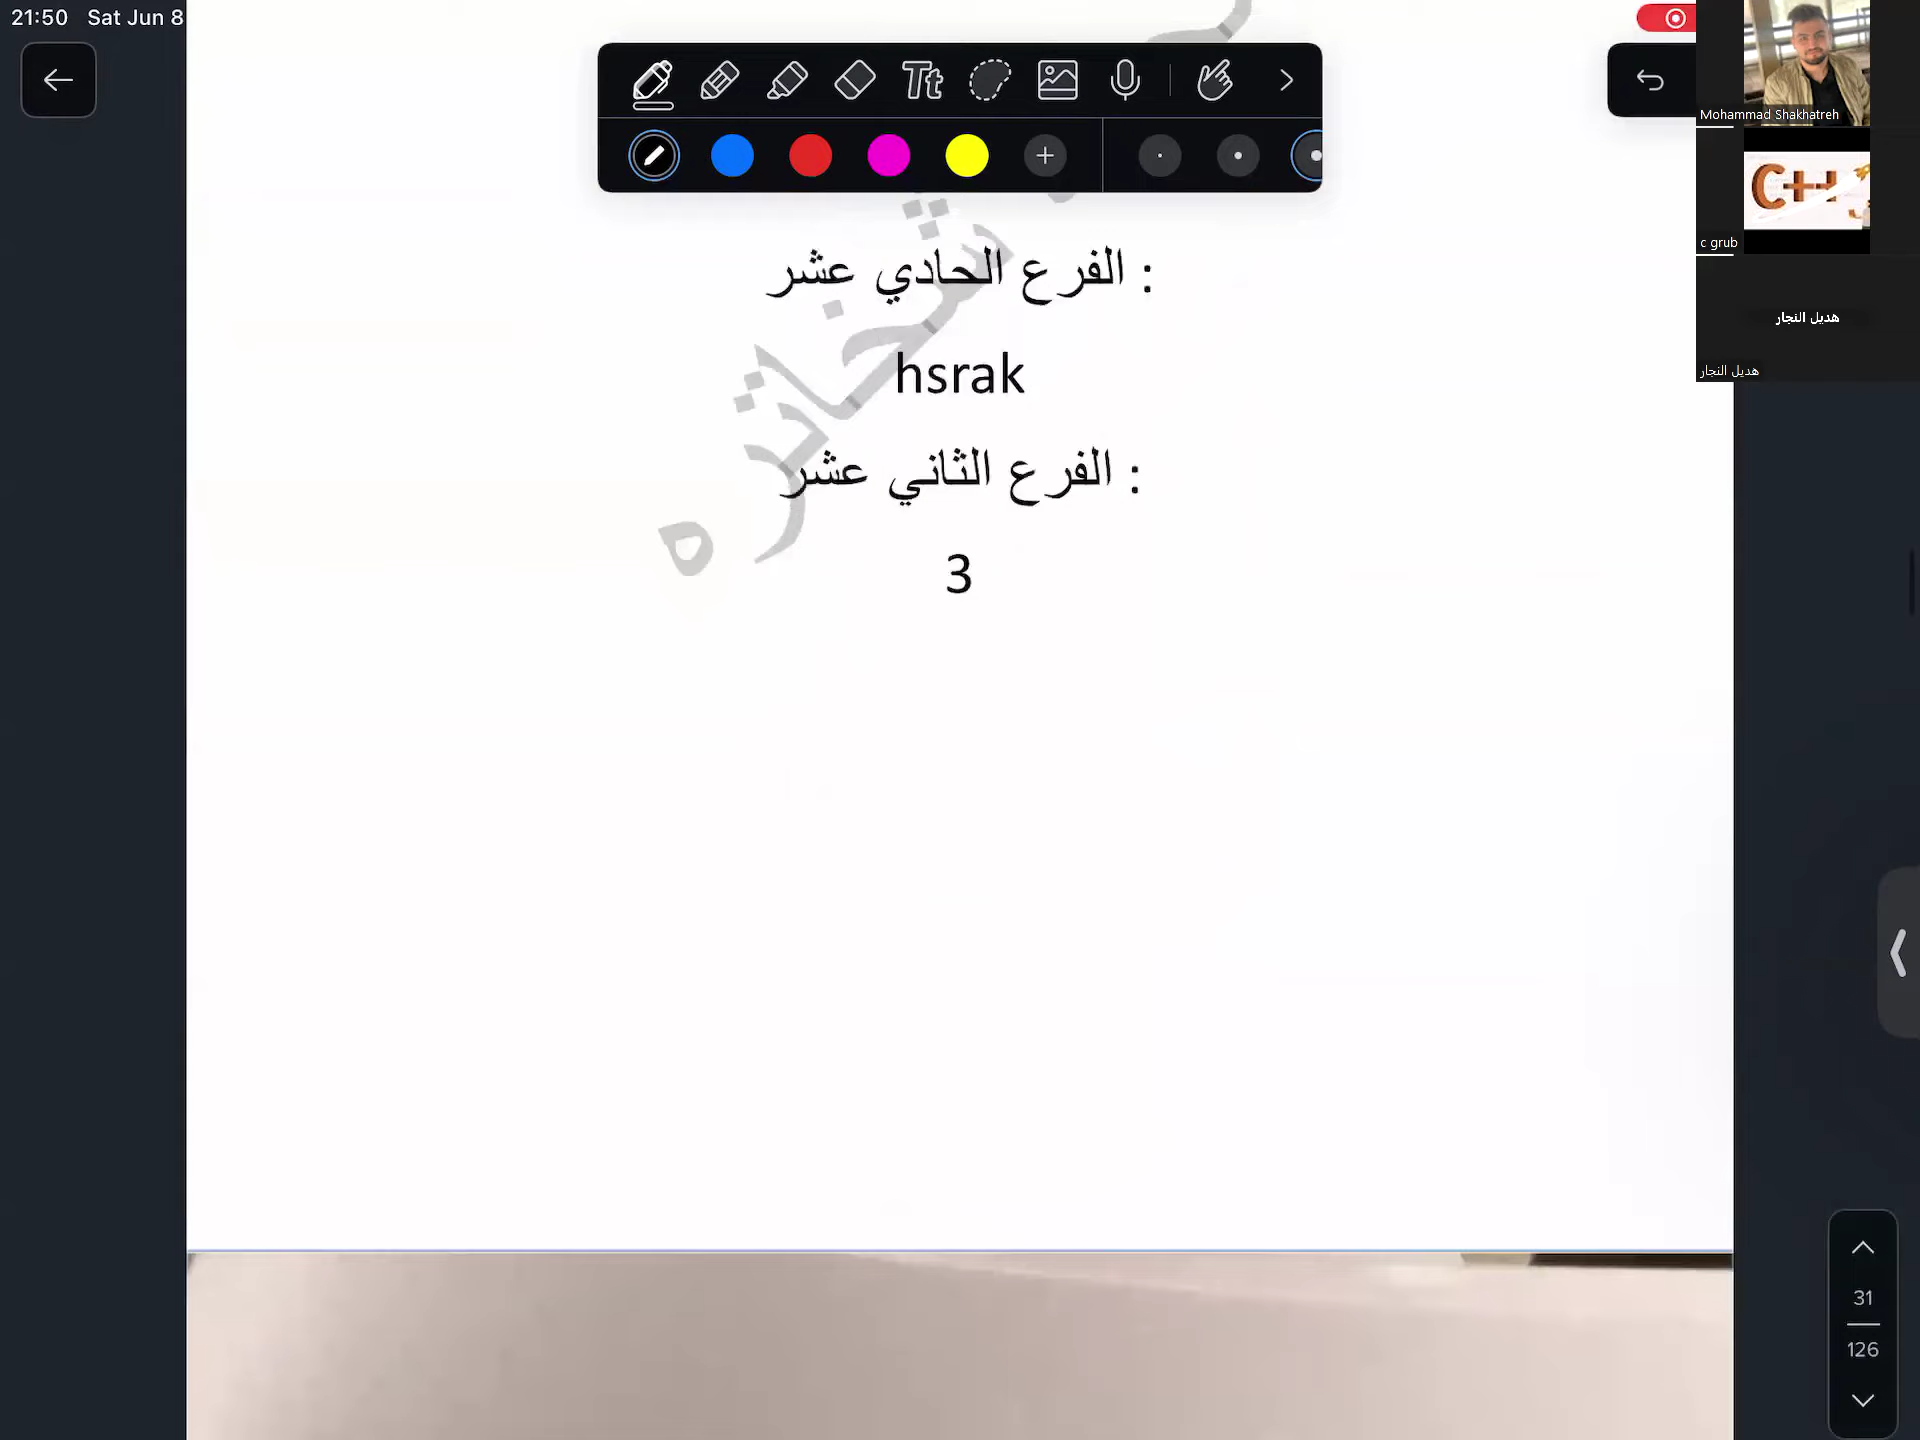 21:50 Sat Jun 8
Tt
Mohammad Shakhatreh
C++
c grub
هديل النجار
هديل النجار
الفرع الحادي عشر :
hsrak
الفرع الثاني عشر :
3
31
126